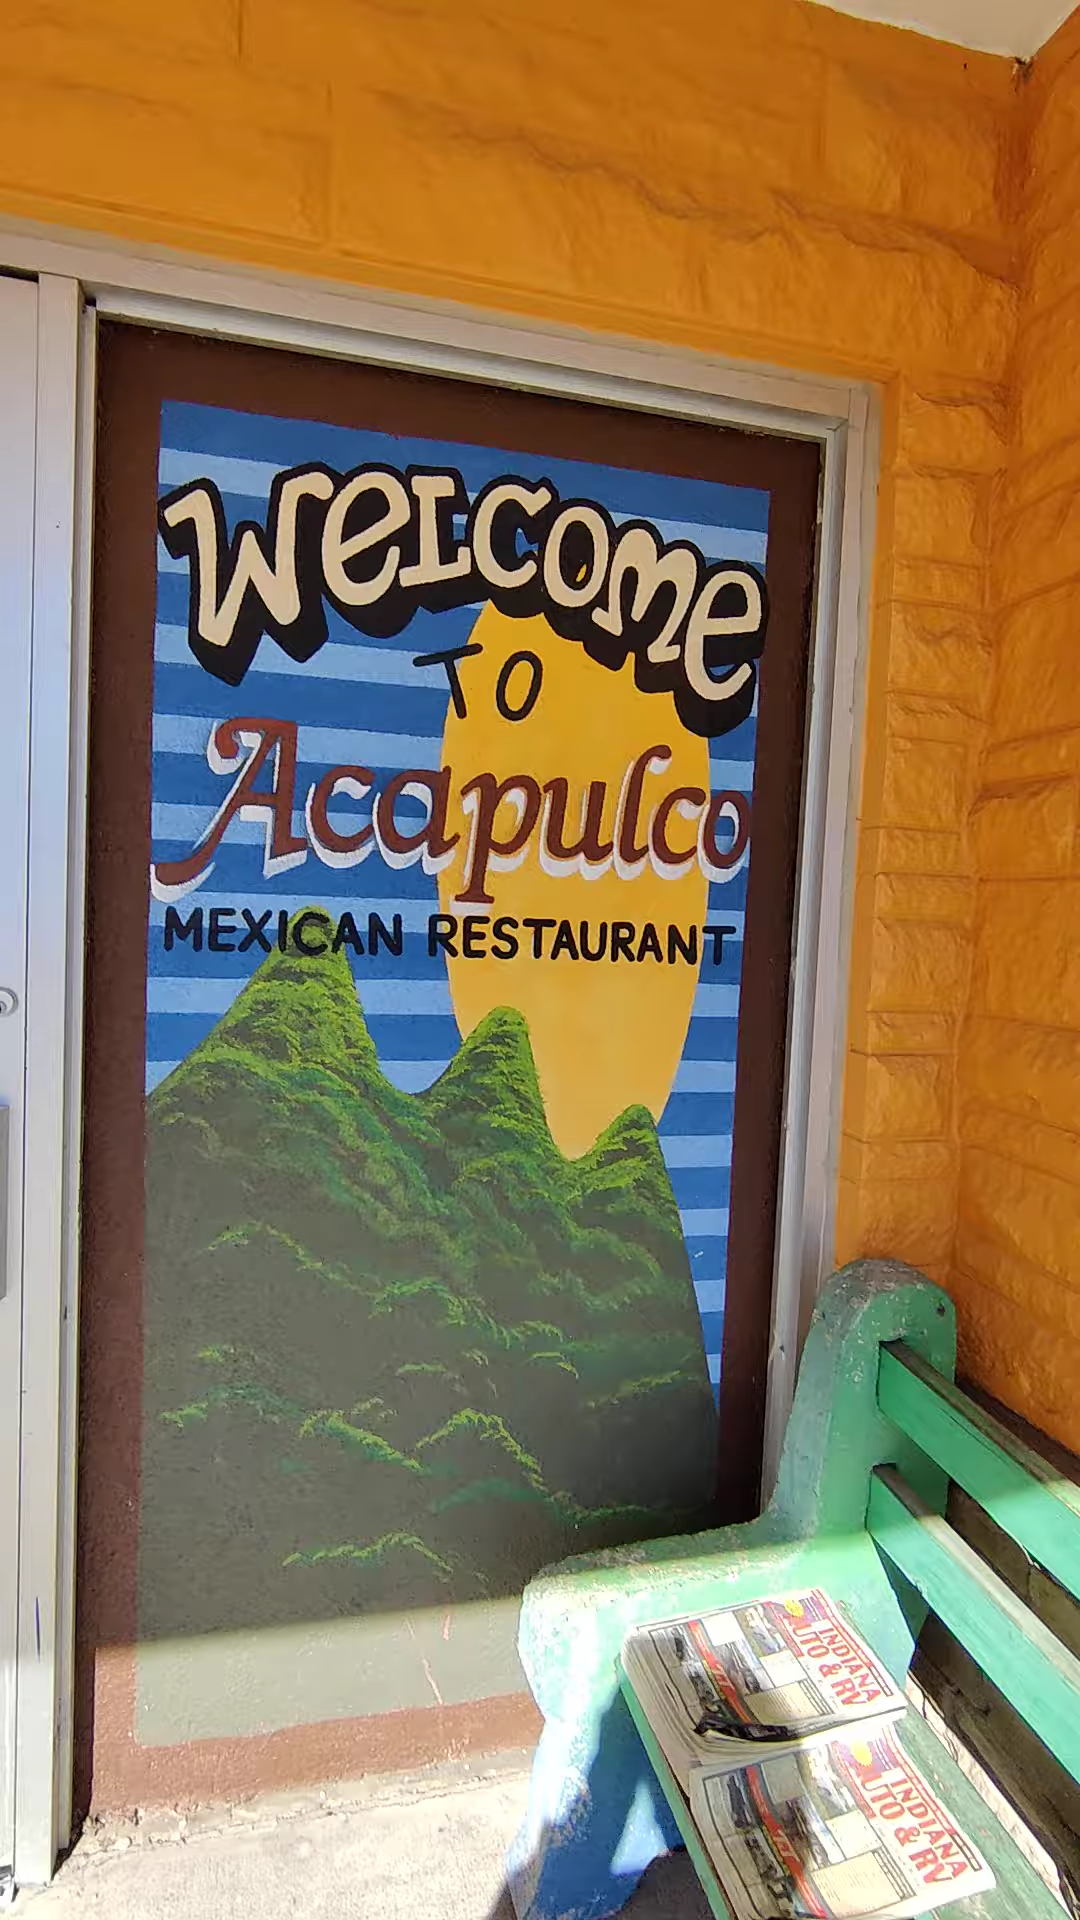 Welcome
TO
Acapulco
MEXICAN RESTAURANT
INDIANA
AUTO & RV
INDIANA
AUTO & RV